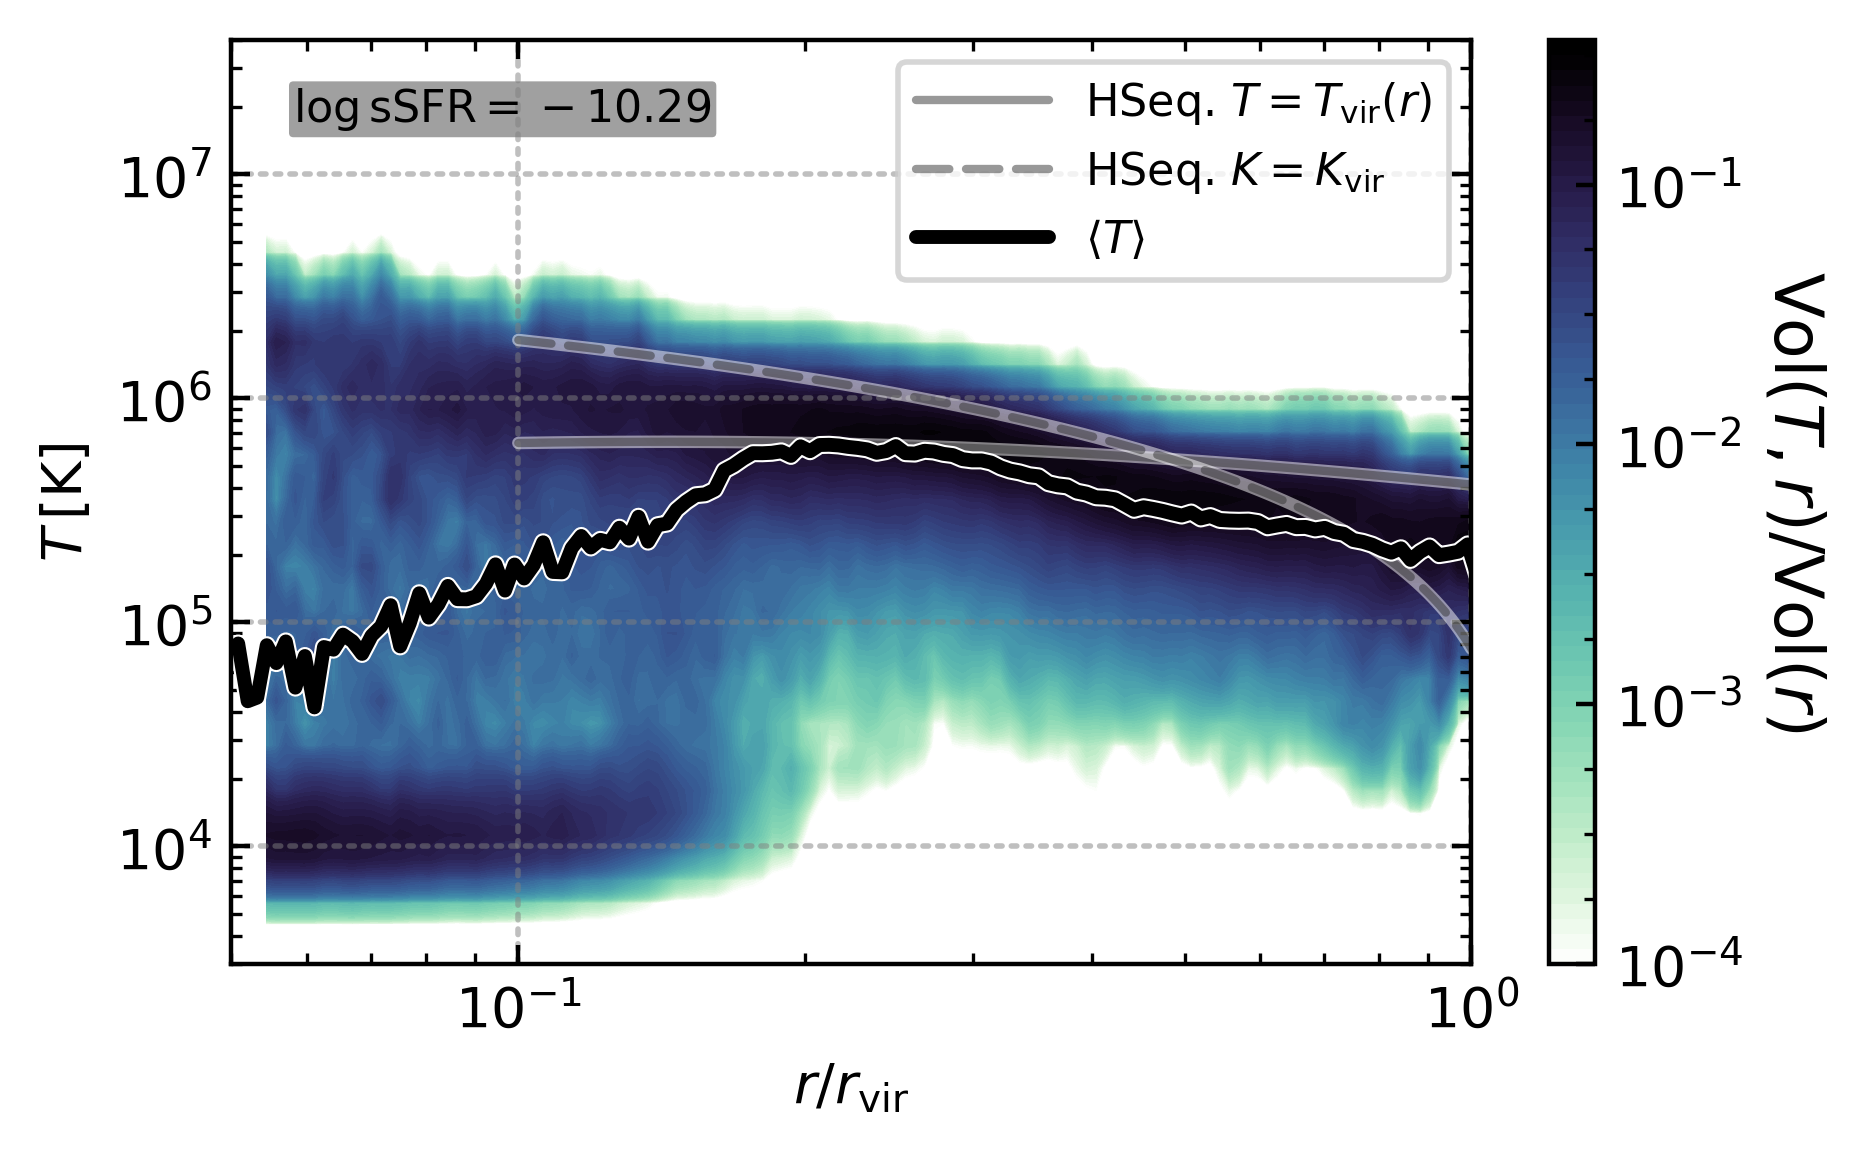 log sSFR = −10.29
HSeq. T = T_vir(r)
HSeq. K = K_vir
⟨T⟩
10^7
10^6
10^5
10^4
T [K]
10^−1
10^0
r/r_vir
10^−1
10^−2
10^−3
10^−4
Vol(T, r)/Vol(r)